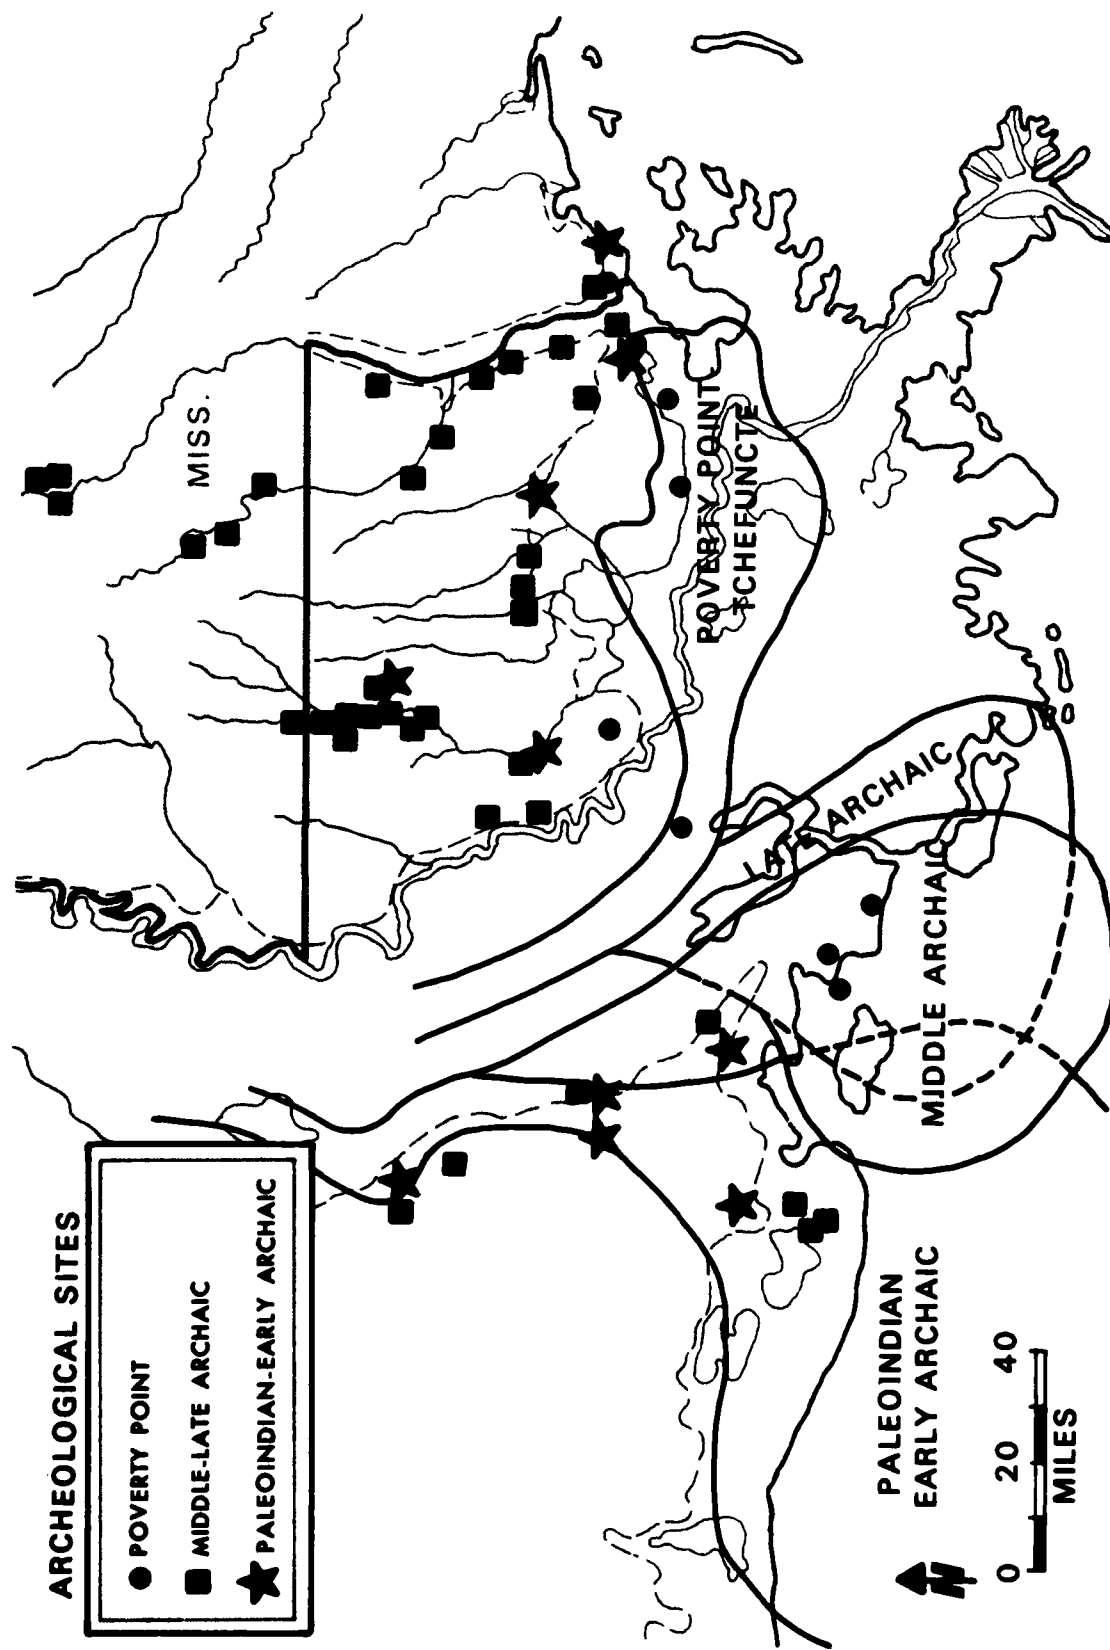 ARCHEOLOGICAL SITES
POVERTY POINT
MIDDLE-LATE ARCHAIC
PALEOINDIAN-EARLY ARCHAIC
MISS.
POVERTY POINT
TCHEFUNCTE
LATE ARCHAIC
MIDDLE ARCHAIC
PALEOINDIAN
EARLY ARCHAIC
N
0 20 40
MILES